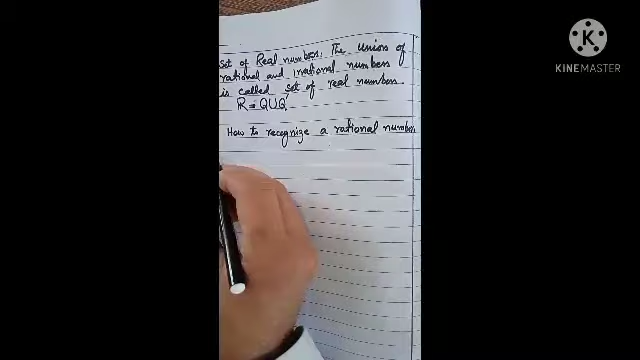 Set of Real numbers: The Union of
rational and irrational numbers
is called set of real numbers.
R = QUQ'
How to recognize a rational number
KINEMASTER